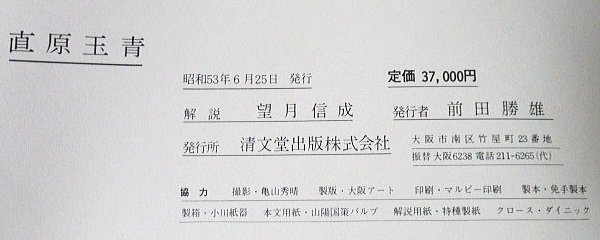 直原玉青
昭和53年6月25日 発行 定価 37,000円
解説 望月信成 発行者 前田勝雄
発行所 清文堂出版株式会社 大阪市南区竹屋町23番地
振替大阪6238 電話211-6265(代)
協力 撮影・亀山秀晴 製版・大阪アート 印刷・マルビー印刷 製本・免手製本
製箱・小川紙器 本文用紙・山陽国策パルプ 解説用紙・特種製紙 クロース・ダイニック